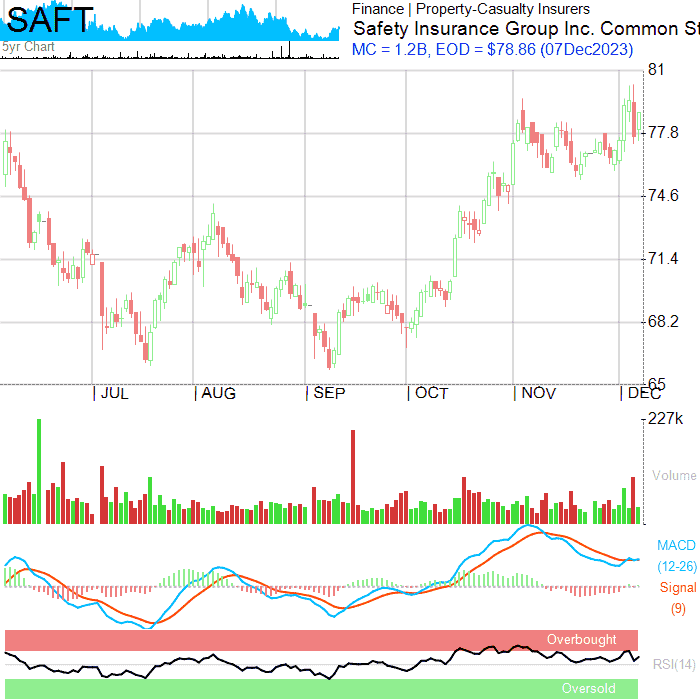 SAFT
5yr Chart
Finance | Property-Casualty Insurers
Safety Insurance Group Inc. Common St
MC = 1.2B, EOD = $78.86 (07Dec2023)
81
77.8
74.6
71.4
68.2
65
JUL
AUG
SEP
OCT
NOV
DEC
227k
Volume
MACD
(12-26)
Signal
(9)
Overbought
RSI(14)
Oversold